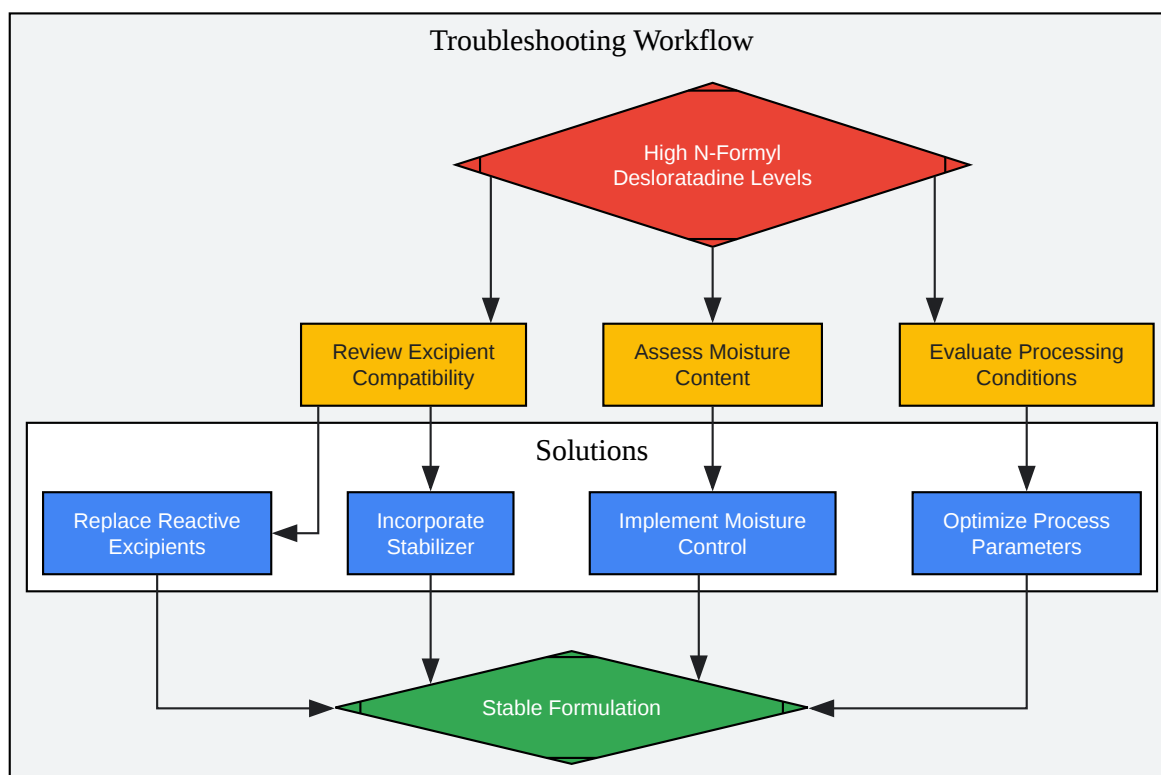 Troubleshooting Workflow
High N-Formyl
Desloratadine Levels
Review Excipient
Compatibility
Assess Moisture
Content
Evaluate Processing
Conditions
Solutions
Replace Reactive
Excipients
Incorporate
Stabilizer
Implement Moisture
Control
Optimize Process
Parameters
Stable Formulation